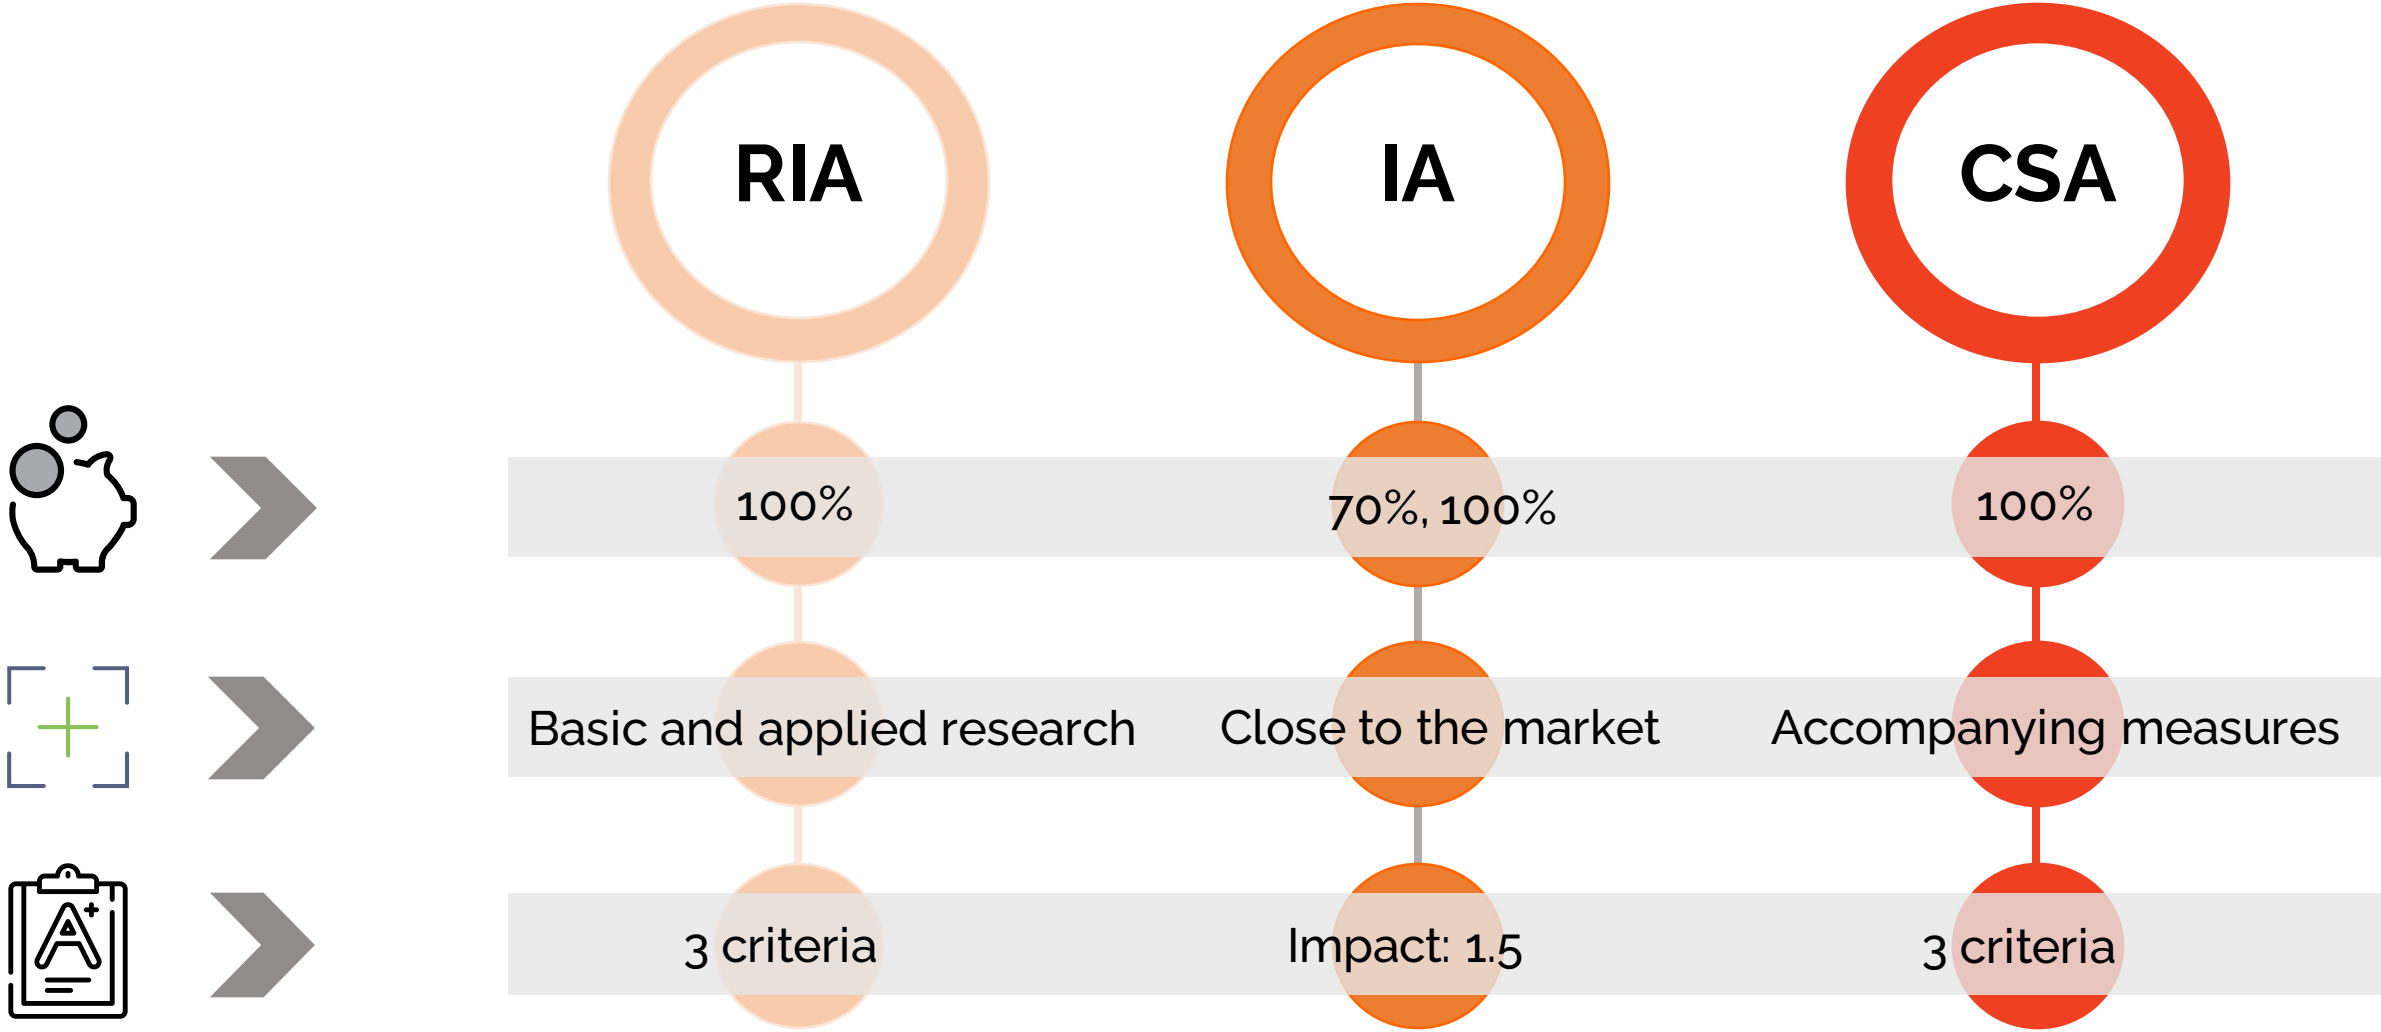 RIA
IA
CSA
100%
70%, 100%
100%
Basic and applied research
Close to the market
Accompanying measures
A+
3 criteria
Impact: 1.5
3 criteria